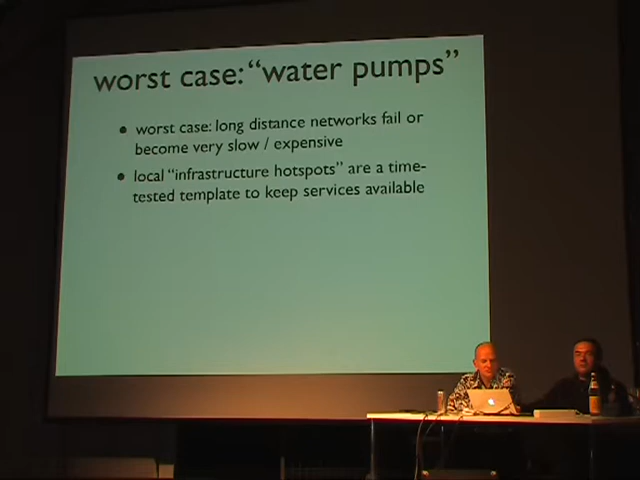 worst case: “water pumps”
• worst case: long distance networks fail or
become very slow / expensive
• local “infrastructure hotspots” are a time-
tested template to keep services available